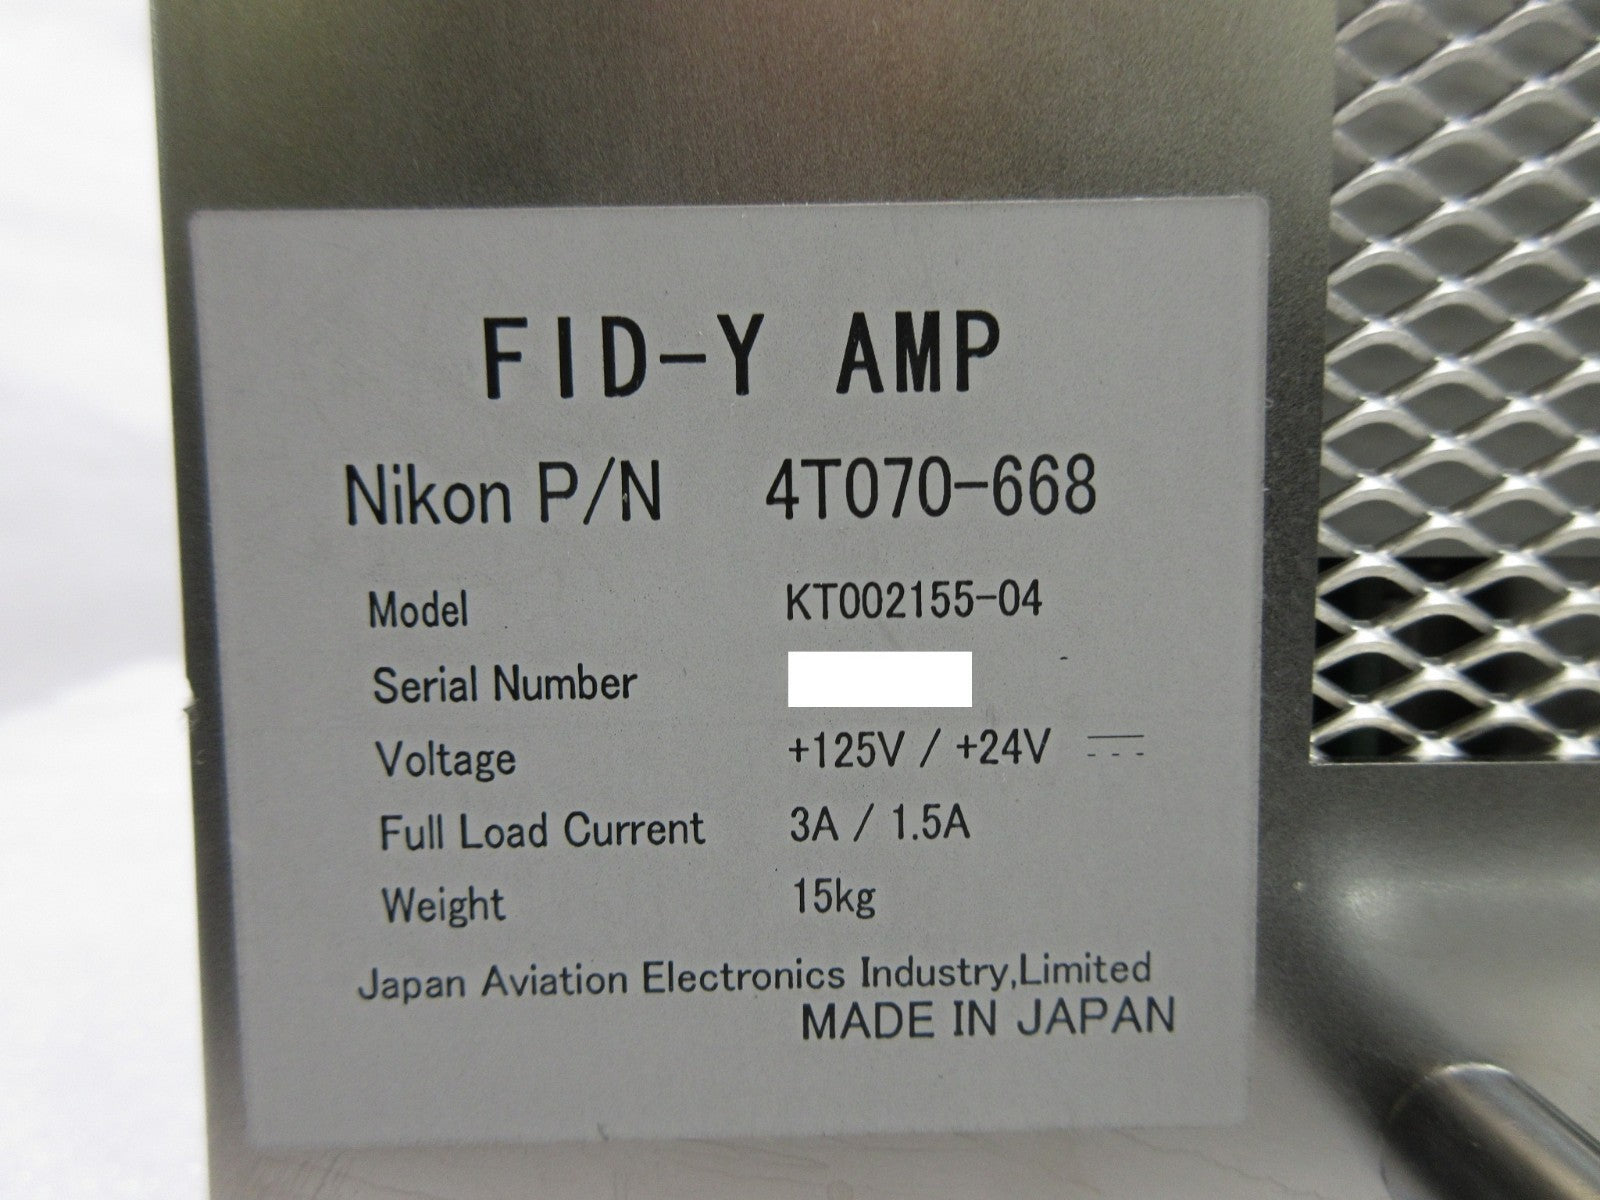 FID-Y AMP
Nikon P/N 4T070-668
Model KT002155-04
Serial Number
Voltage +125V / +24V ⎓
Full Load Current 3A / 1.5A
Weight 15kg
Japan Aviation Electronics Industry,Limited
MADE IN JAPAN